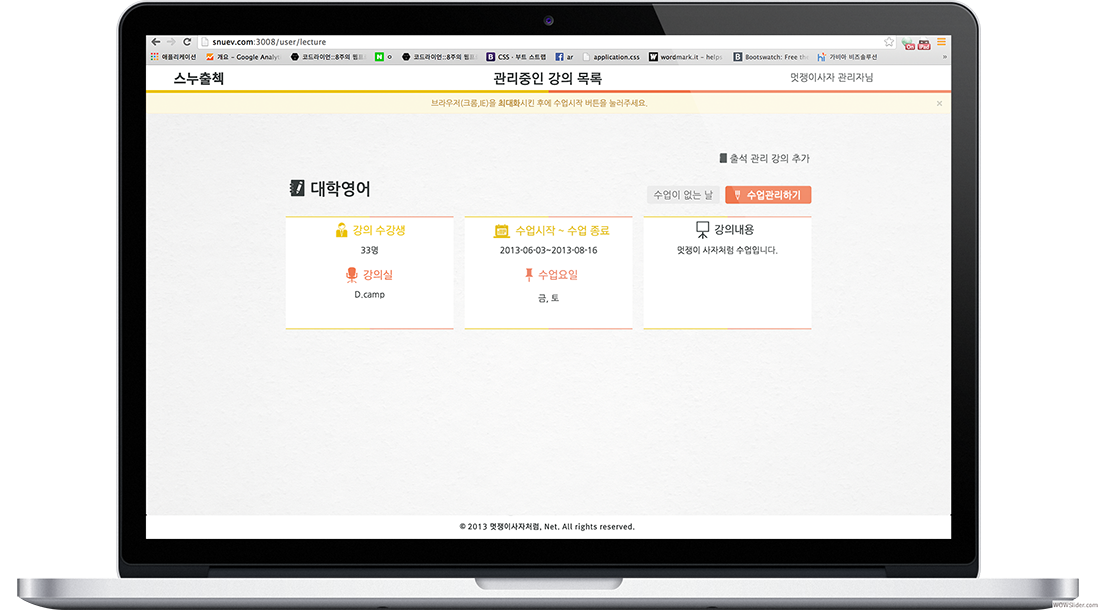 snuev.com:3008/user/lecture
애플리케이션 개요 - Google Analy 코드라이언::8주의 웹프 o 코드라이언::8주의 웹프 CSS · 부트 스트랩 ar application.css wordmark.it - helps Bootswatch: Free the 가비아 비즈솔루션 »
스누출첵 관리중인 강의 목록 멋쟁이사자 관리자님
브라우저(크롬,IE)을 최대화시킨 후에 수업시작 버튼을 눌러주세요. ×
출석 관리 강의 추가
대학영어 수업이 없는 날 수업관리하기
강의 수강생 수업시작 ~ 수업 종료 강의내용
33명 2013-06-03~2013-08-16 멋쟁이 사자처럼 수업입니다.
강의실 수업요일
D.camp 금, 토
© 2013 멋쟁이사자처럼, Net. All rights reserved.
WOWSlider.com